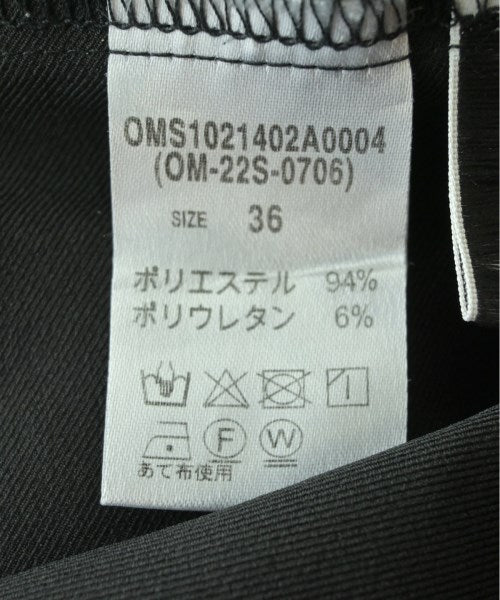 OMS1021402A0004
(OM-22S-0706)
SIZE 36
ポリエステル 94%
ポリウレタン 6%
F W
あて布使用